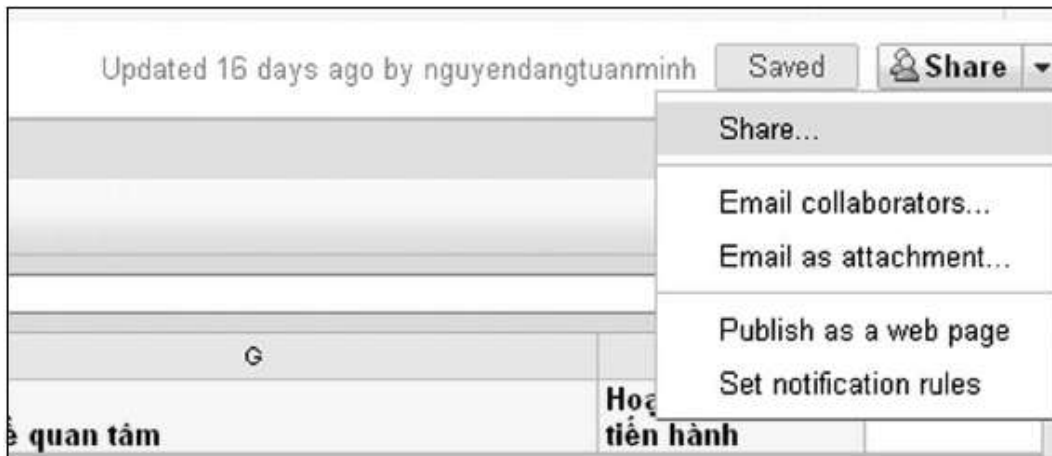 Updated 16 days ago by nguyendangtuanminh Saved Share
Share...
Email collaborators...
Email as attachment...
Publish as a web page
Set notification rules
G
quan tâm
tiến hành